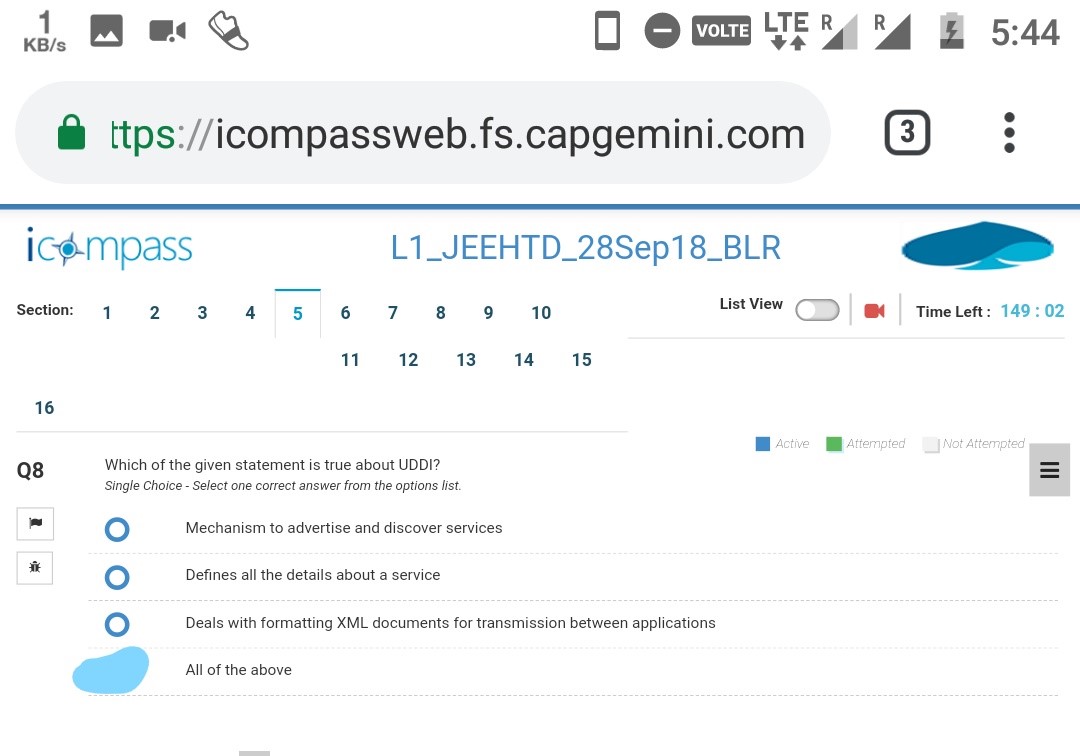 1
KB/s
VOLTE LTE R R 5:44
ttps://icompassweb.fs.capgemini.com 3
icompass L1_JEEHTD_28Sep18_BLR
Section: 1 2 3 4 5 6 7 8 9 10
List View Time Left : 149 : 02
11 12 13 14 15
16
Active Attempted Not Attempted
Q8 Which of the given statement is true about UDDI?
Single Choice - Select one correct answer from the options list.
Mechanism to advertise and discover services
Defines all the details about a service
Deals with formatting XML documents for transmission between applications
All of the above